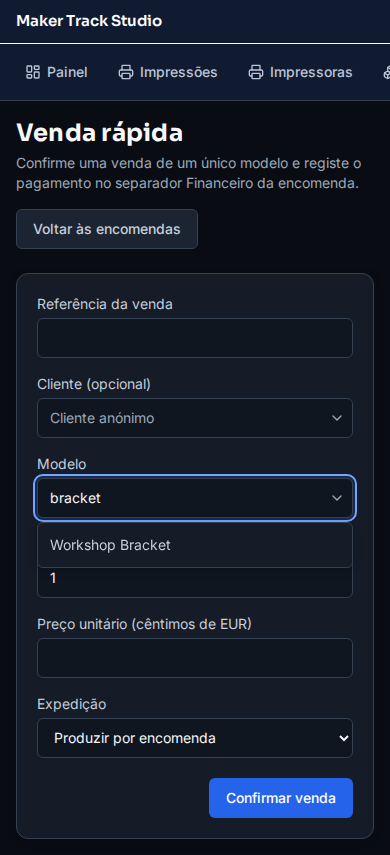 Maker Track Studio
Painel
Impressões
Impressoras
Venda rápida
Confirme uma venda de um único modelo e registe o
pagamento no separador Financeiro da encomenda.
Voltar às encomendas
Referência da venda
Cliente (opcional)
Cliente anónimo
Modelo
bracket
Workshop Bracket
1
Preço unitário (cêntimos de EUR)
Expedição
Produzir por encomenda
Confirmar venda